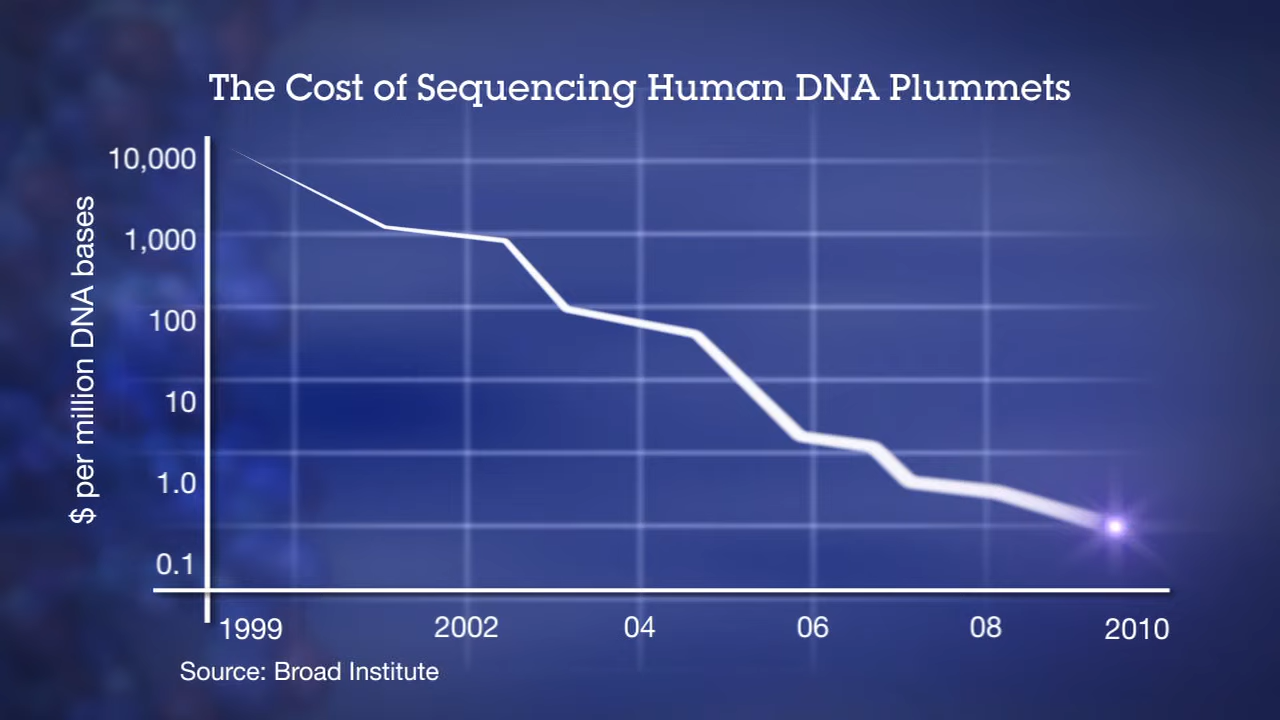 The Cost of Sequencing Human DNA Plummets
$ per million DNA bases
10,000
1,000
100
10
1.0
0.1
1999 2002 04 06 08 2010
Source: Broad Institute